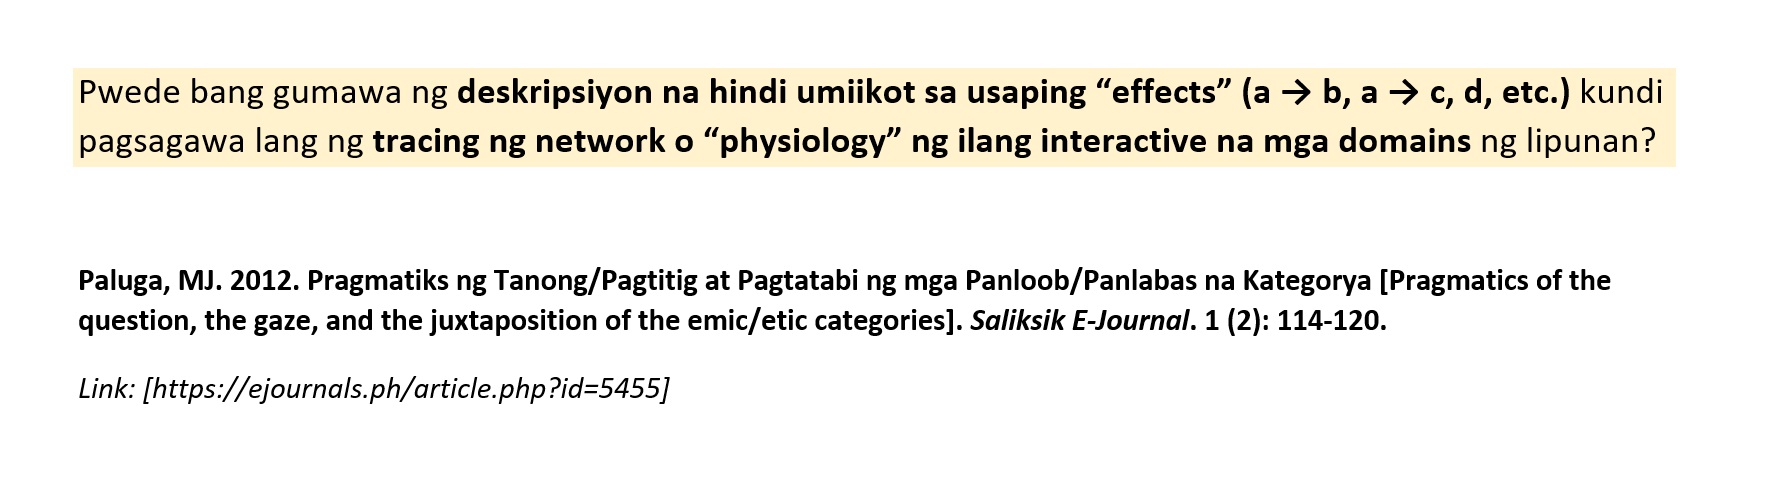 Pwede bang gumawa ng deskripsiyon na hindi umiikot sa usaping “effects” (a → b, a → c, d, etc.) kundi
pagsagawa lang ng tracing ng network o “physiology” ng ilang interactive na mga domains ng lipunan?
Paluga, MJ. 2012. Pragmatiks ng Tanong/Pagtitig at Pagtatabi ng mga Panloob/Panlabas na Kategorya [Pragmatics of the
question, the gaze, and the juxtaposition of the emic/etic categories]. Saliksik E-Journal. 1 (2): 114-120.
Link: [https://ejournals.ph/article.php?id=5455]